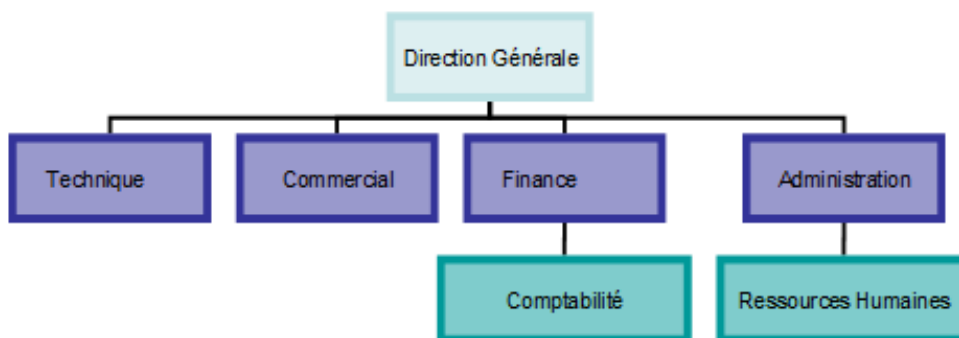 Direction Générale
Technique
Commercial
Finance
Administration
Comptabilité
Ressources Humaines